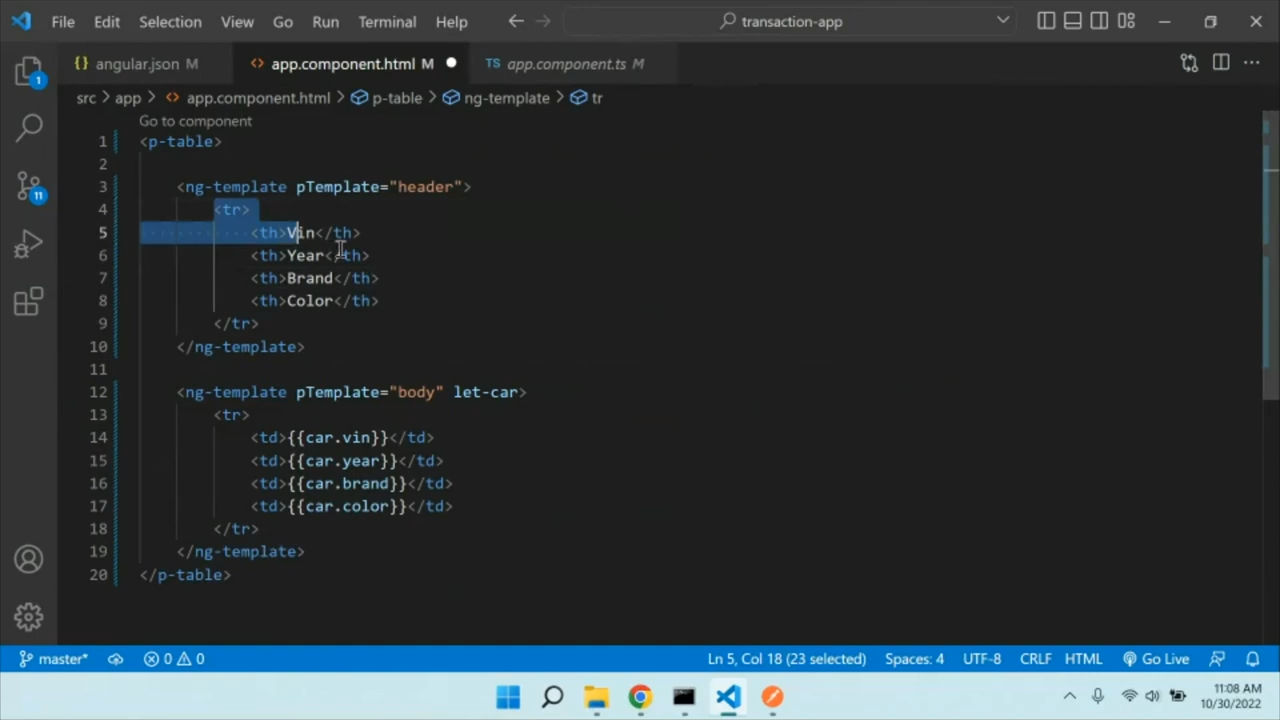 File Edit Selection View Go Run Terminal Help transaction-app
angular.json M app.component.html M TS app.component.ts M
src > app > app.component.html > p-table > ng-template > tr
Go to component
1 <p-table>
2
3 <ng-template pTemplate="header">
4 <tr>
5 <th>Vin</th>
6 <th>Year</th>
7 <th>Brand</th>
8 <th>Color</th>
9 </tr>
10 </ng-template>
11
12 <ng-template pTemplate="body" let-car>
13 <tr>
14 <td>{{car.vin}}</td>
15 <td>{{car.year}}</td>
16 <td>{{car.brand}}</td>
17 <td>{{car.color}}</td>
18 </tr>
19 </ng-template>
20 </p-table>
1
11
master* 0 0 Ln 5, Col 18 (23 selected) Spaces: 4 UTF-8 CRLF HTML Go Live
11:08 AM
10/30/2022